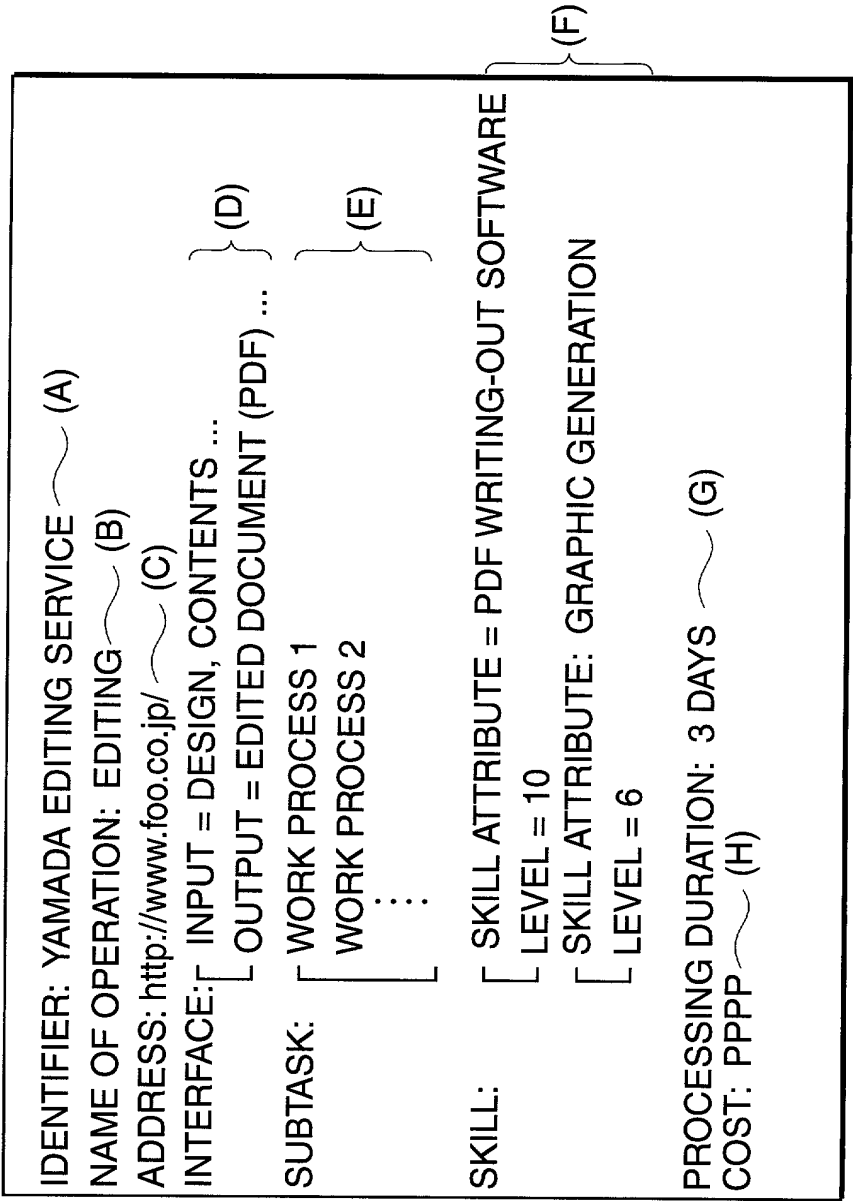 IDENTIFIER: YAMADA EDITING SERVICE (A)
NAME OF OPERATION: EDITING (B)
ADDRESS: http://www.foo.co.jp/ (C)
INTERFACE: INPUT = DESIGN, CONTENTS ...
OUTPUT = EDITED DOCUMENT (PDF) ... (D)
SUBTASK: WORK PROCESS 1
WORK PROCESS 2 (E)
⋮
SKILL: SKILL ATTRIBUTE = PDF WRITING-OUT SOFTWARE
LEVEL = 10 (F)
SKILL ATTRIBUTE: GRAPHIC GENERATION
LEVEL = 6
PROCESSING DURATION: 3 DAYS (G)
COST: PPPP (H)